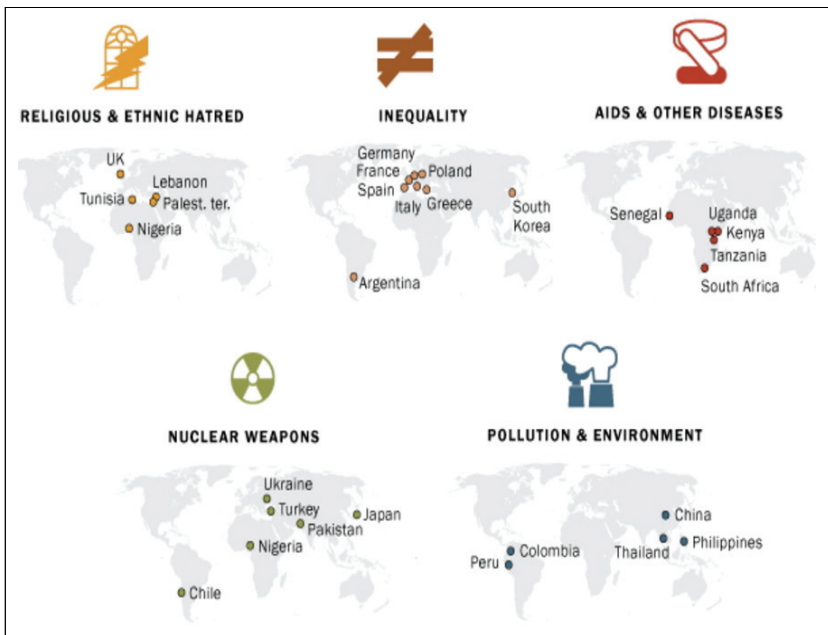 RELIGIOUS & ETHNIC HATRED
UK
Lebanon
Tunisia
Palest. ter.
Nigeria
INEQUALITY
Germany
France
Poland
Spain
Italy
Greece
South
Korea
Argentina
AIDS & OTHER DISEASES
Senegal
Uganda
Kenya
Tanzania
South Africa
NUCLEAR WEAPONS
Ukraine
Turkey
Japan
Pakistan
Nigeria
Chile
POLLUTION & ENVIRONMENT
China
Thailand
Philippines
Colombia
Peru